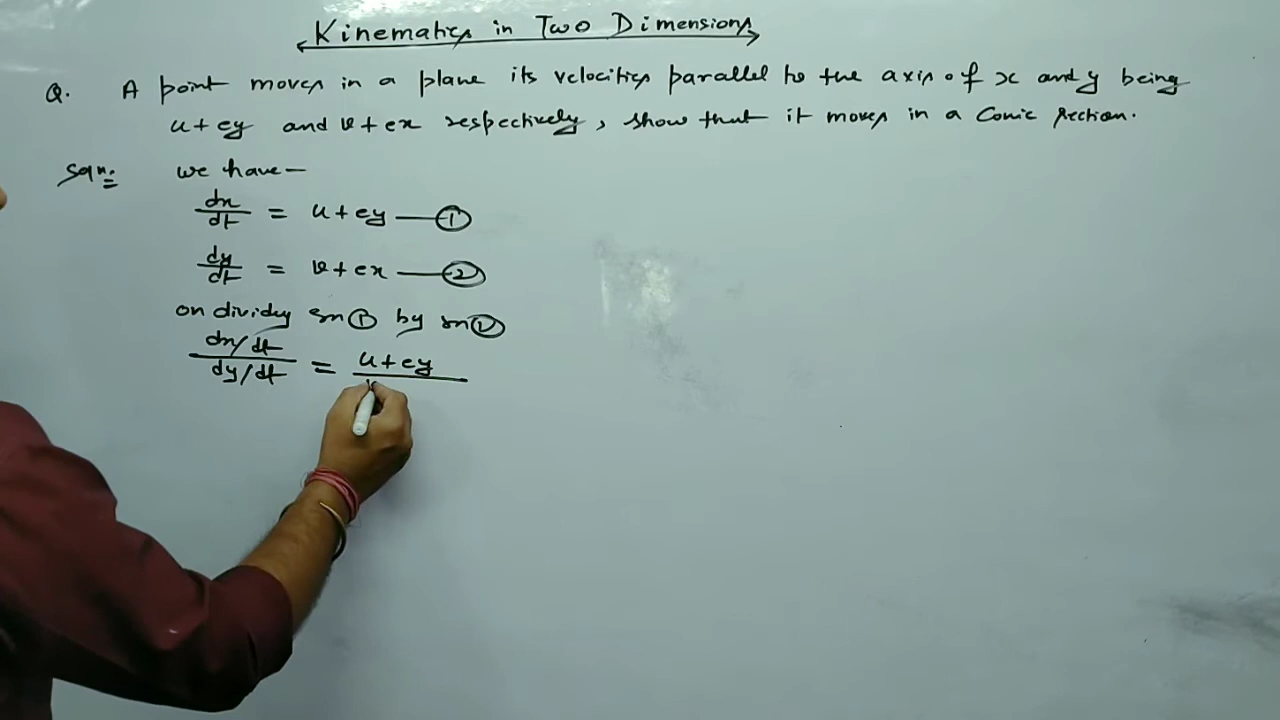 Kinematics in Two Dimensions
Q. A point moves in a plane its velocities parallel to the axis of x and y being
u + ey and v + ex respectively, show that it moves in a Conic section.
Soln: we have —
dx/dt = u + ey — ①
dy/dt = v + ex — ②
on dividing ① by ②
dx/dt / dy/dt = u + ey